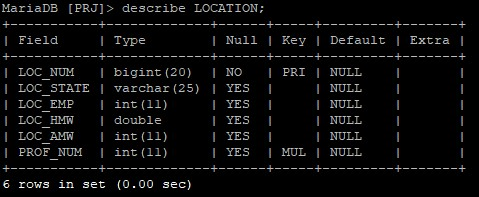 MariaDB [PRJ]> describe LOCATION;
+-----------+-------------+------+-----+---------+-------+
| Field     | Type        | Null | Key | Default | Extra |
+-----------+-------------+------+-----+---------+-------+
| LOC_NUM   | bigint(20)  | NO   | PRI | NULL    |       |
| LOC_STATE | varchar(25) | YES  |     | NULL    |       |
| LOC_EMP   | int(11)     | YES  |     | NULL    |       |
| LOC_HMW   | double      | YES  |     | NULL    |       |
| LOC_AMW   | int(11)     | YES  |     | NULL    |       |
| PROF_NUM  | int(11)     | YES  | MUL | NULL    |       |
+-----------+-------------+------+-----+---------+-------+
6 rows in set (0.00 sec)